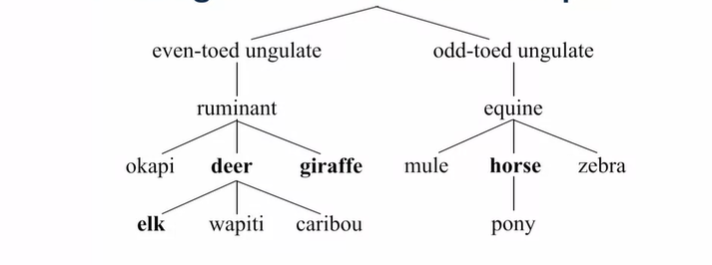 even-toed ungulate odd-toed ungulate
ruminant equine
okapi deer giraffe mule horse zebra
elk wapiti caribou pony